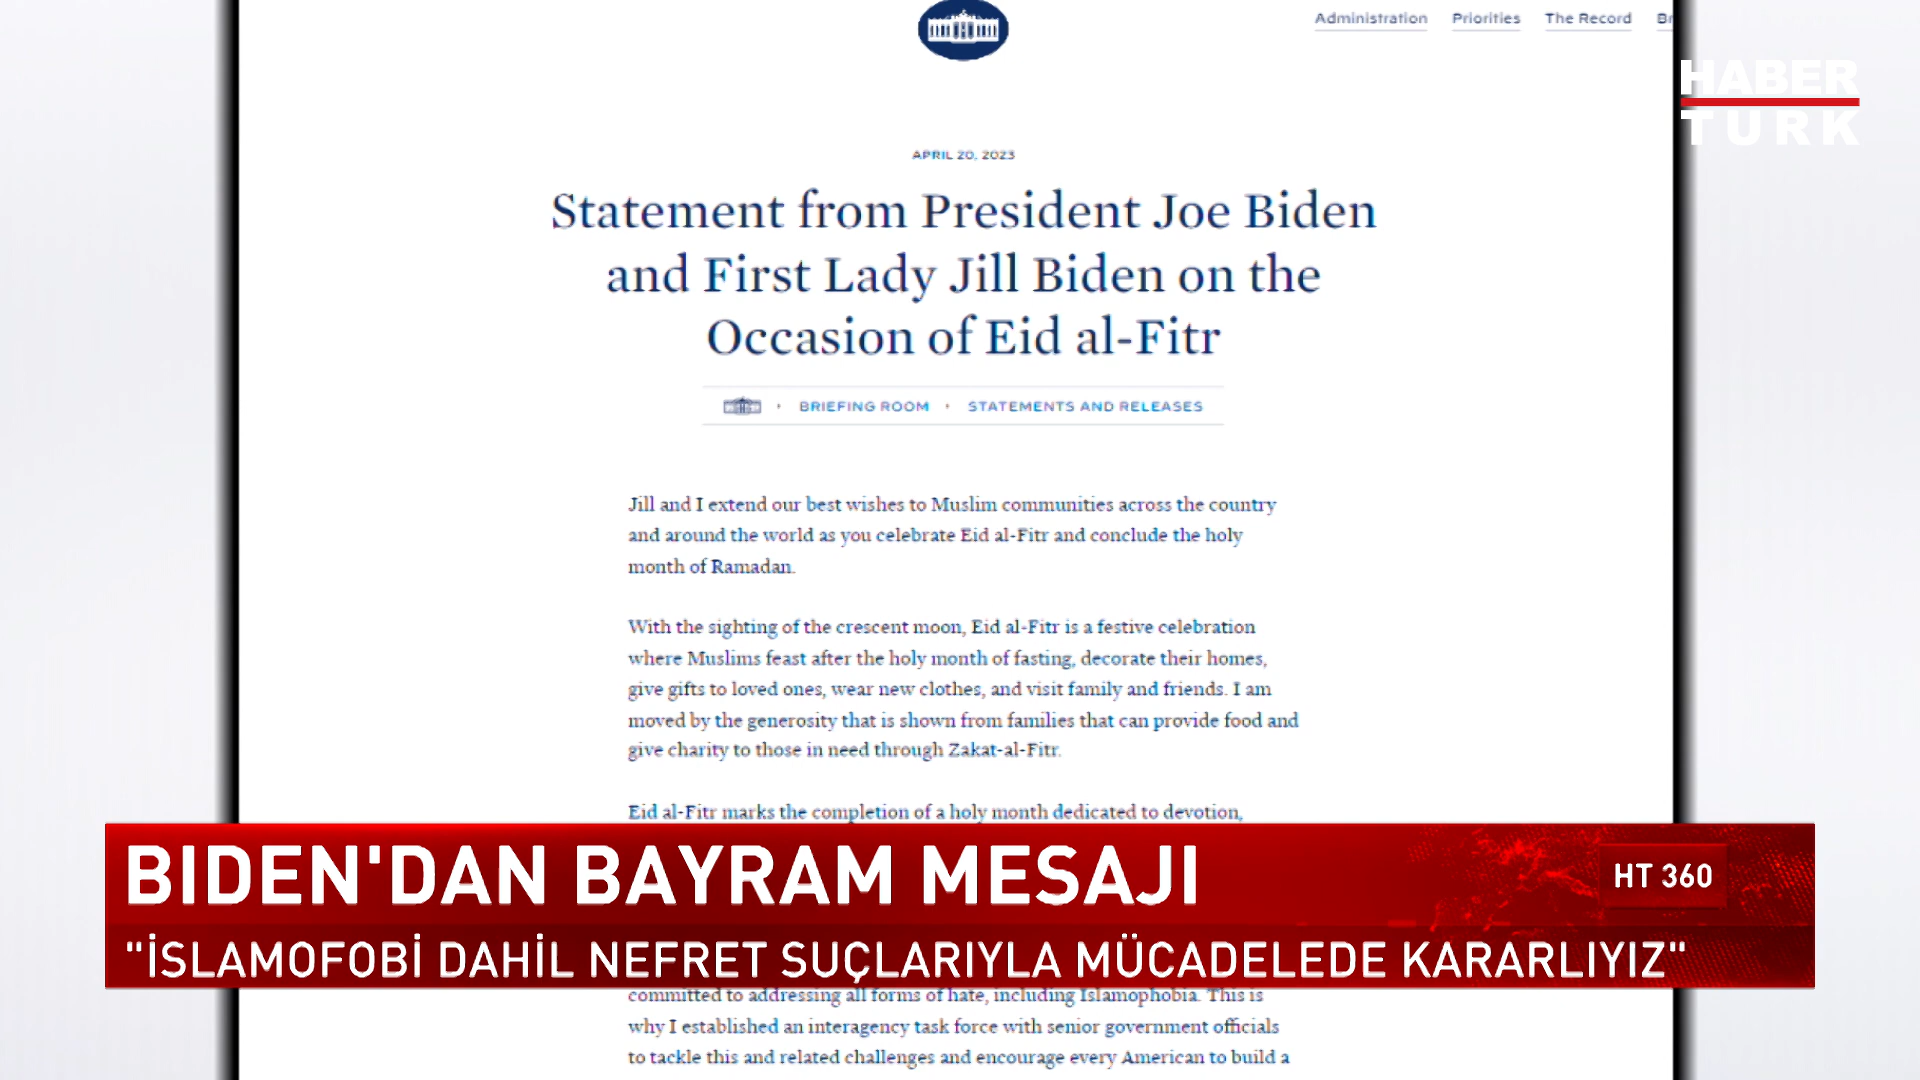 Administration Priorities The Record
HABER
TURK
APRIL 20, 2023
Statement from President Joe Biden
and First Lady Jill Biden on the
Occasion of Eid al-Fitr
BRIEFING ROOM STATEMENTS AND RELEASES
Jill and I extend our best wishes to Muslim communities across the country
and around the world as you celebrate Eid al-Fitr and conclude the holy
month of Ramadan.
With the sighting of the crescent moon, Eid al-Fitr is a festive celebration
where Muslims feast after the holy month of fasting, decorate their homes,
give gifts to loved ones, wear new clothes, and visit family and friends. I am
moved by the generosity that is shown from families that can provide food and
give charity to those in need through Zakat-al-Fitr.
Eid al-Fitr marks the completion of a holy month dedicated to devotion,
BIDEN'DAN BAYRAM MESAJI
HT 360
"İSLAMOFOBİ DAHİL NEFRET SUÇLARIYLA MÜCADELEDE KARARLIYIZ"
committed to addressing all forms of hate, including Islamophobia. This is
why I established an interagency task force with senior government officials
to tackle this and related challenges and encourage every American to build a